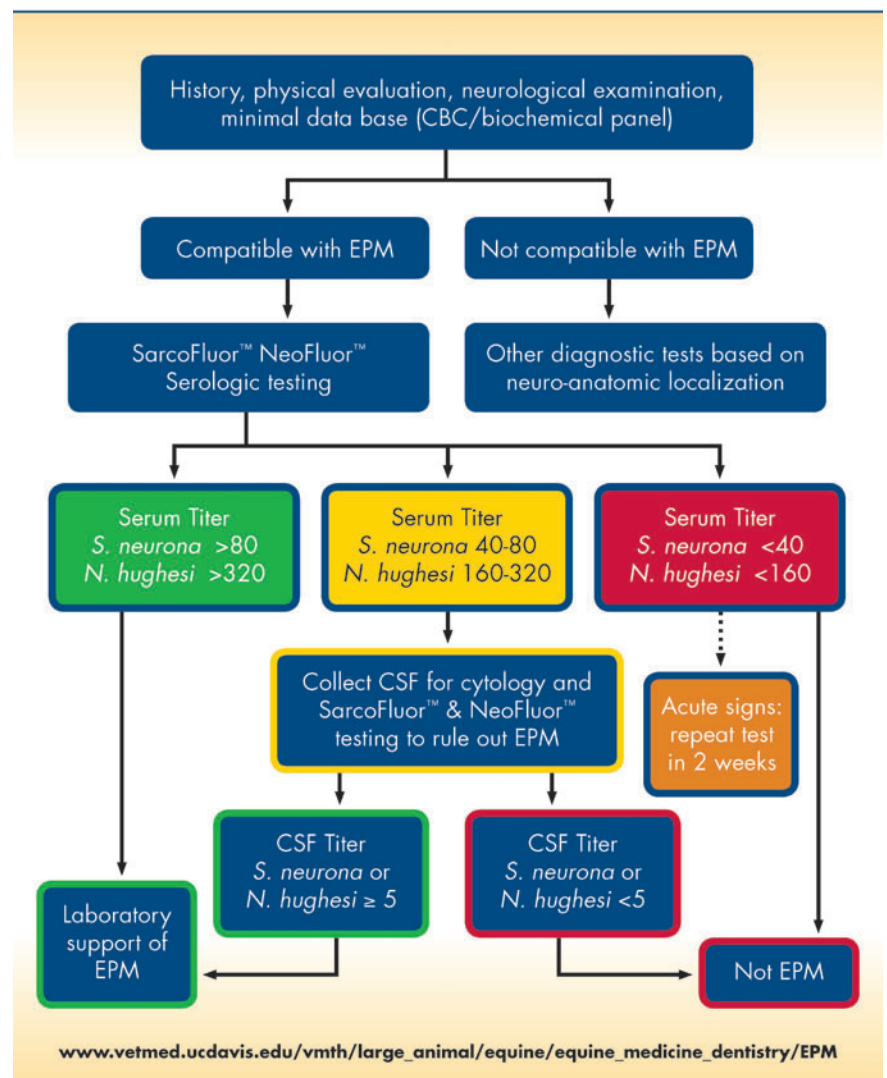 History, physical evaluation, neurological examination,
minimal data base (CBC/biochemical panel)
Compatible with EPM
Not compatible with EPM
SarcoFluor™ NeoFluor™
Serologic testing
Other diagnostic tests based on
neuro-anatomic localization
Serum Titer
S. neurona >80
N. hughesi >320
Serum Titer
S. neurona 40-80
N. hughesi 160-320
Serum Titer
S. neurona <40
N. hughesi <160
Collect CSF for cytology and
SarcoFluor™ & NeoFluor™
testing to rule out EPM
Acute signs:
repeat test
in 2 weeks
CSF Titer
S. neurona or
N. hughesi ≥ 5
CSF Titer
S. neurona or
N. hughesi <5
Laboratory
support of
EPM
Not EPM
www.vetmed.ucdavis.edu/vmth/large_animal/equine/equine_medicine_dentistry/EPM